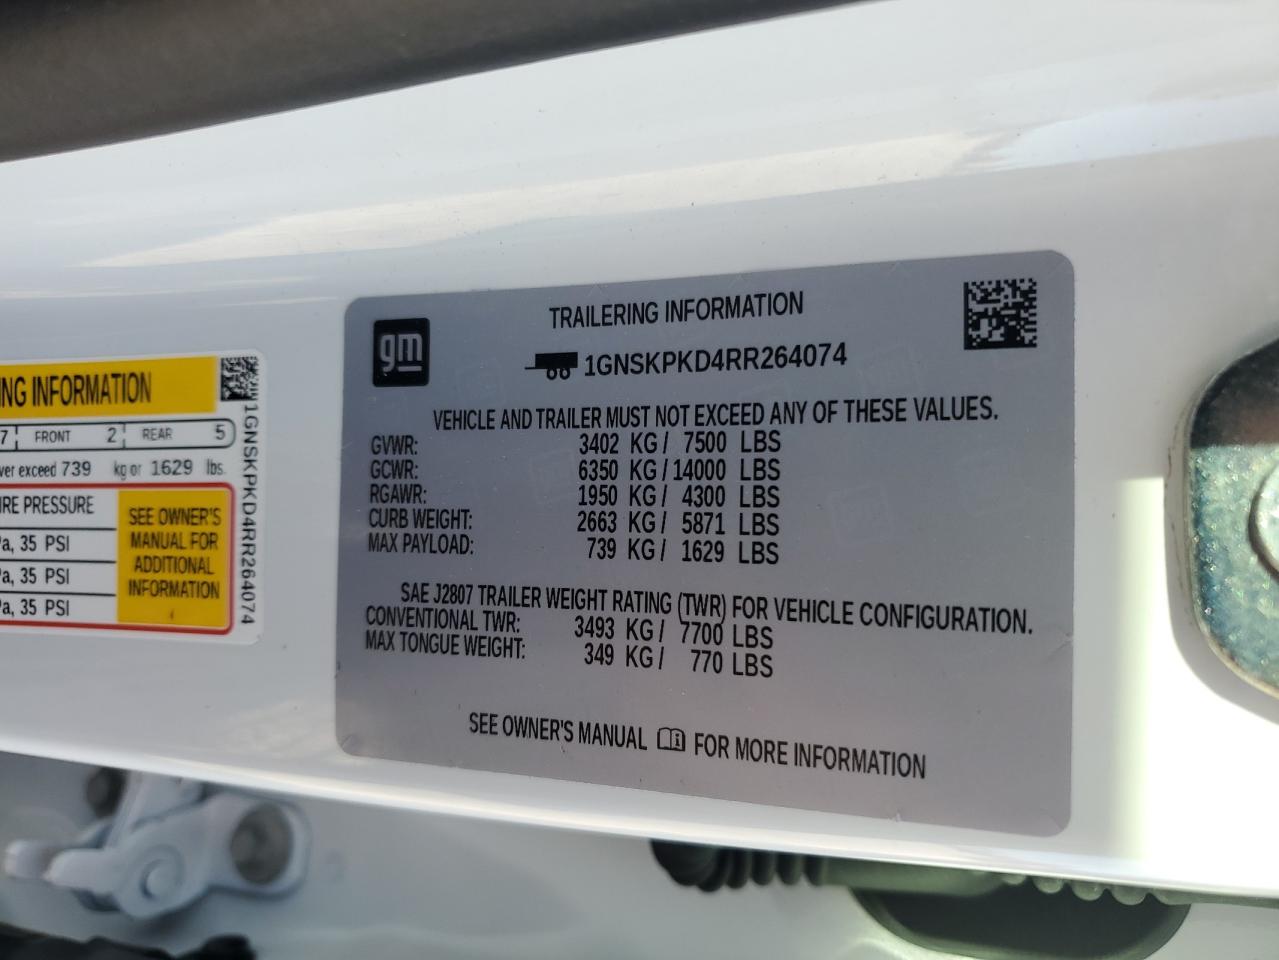 NG INFORMATION
7 FRONT 2 REAR 5
ver exceed 739 kg or 1629 lbs.
IRE PRESSURE
Pa, 35 PSI
Pa, 35 PSI
Pa, 35 PSI
SEE OWNER'S
MANUAL FOR
ADDITIONAL
INFORMATION
1GNSKPKD4RR264074
gm
TRAILERING INFORMATION
1GNSKPKD4RR264074
VEHICLE AND TRAILER MUST NOT EXCEED ANY OF THESE VALUES.
GVWR: 3402 KG / 7500 LBS
GCWR: 6350 KG / 14000 LBS
RGAWR: 1950 KG / 4300 LBS
CURB WEIGHT: 2663 KG / 5871 LBS
MAX PAYLOAD: 739 KG / 1629 LBS
SAE J2807 TRAILER WEIGHT RATING (TWR) FOR VEHICLE CONFIGURATION.
CONVENTIONAL TWR: 3493 KG / 7700 LBS
MAX TONGUE WEIGHT: 349 KG / 770 LBS
SEE OWNER'S MANUAL FOR MORE INFORMATION